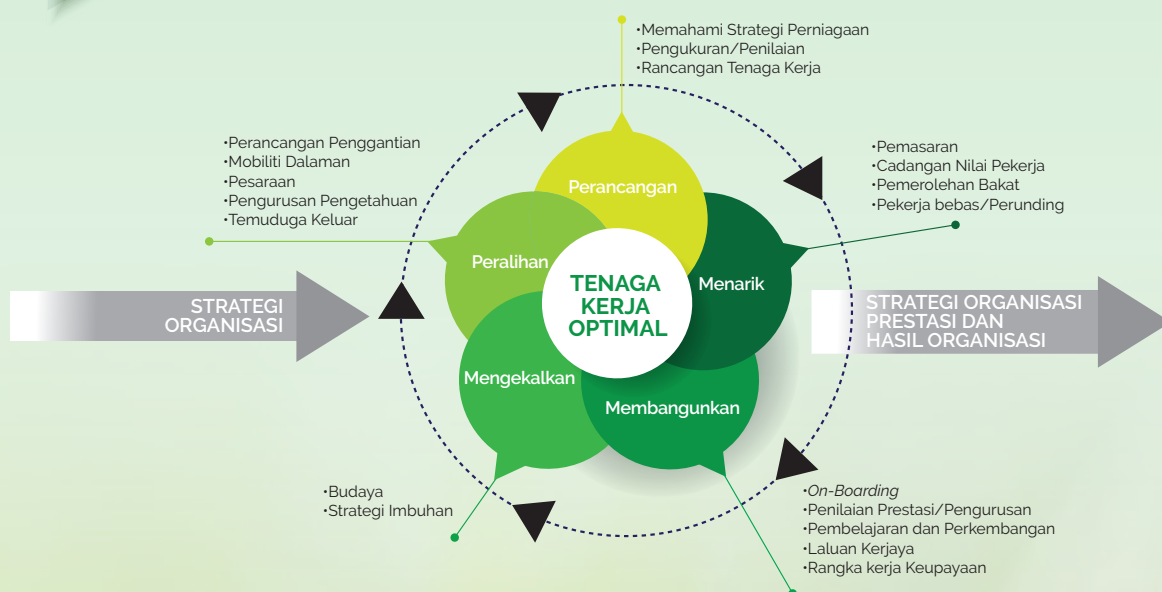 •Memahami Strategi Perniagaan
•Pengukuran/Penilaian
•Rancangan Tenaga Kerja
•Perancangan Penggantian
•Mobiliti Dalaman
•Pesaraan
•Pengurusan Pengetahuan
•Temuduga Keluar
•Pemasaran
•Cadangan Nilai Pekerja
•Pemerolehan Bakat
•Pekerja bebas/Perunding
Perancangan
Peralihan
Menarik
TENAGA
KERJA
OPTIMAL
STRATEGI
ORGANISASI
STRATEGI ORGANISASI
PRESTASI DAN
HASIL ORGANISASI
Mengekalkan
Membangunkan
•Budaya
•Strategi Imbuhan
•On-Boarding
•Penilaian Prestasi/Pengurusan
•Pembelajaran dan Perkembangan
•Laluan Kerjaya
•Rangka kerja Keupayaan